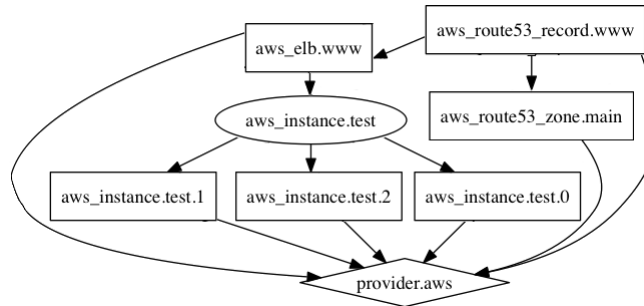 aws_route53_record.www
aws_elb.www
aws_instance.test
aws_route53_zone.main
aws_instance.test.1
aws_instance.test.2
aws_instance.test.0
provider.aws